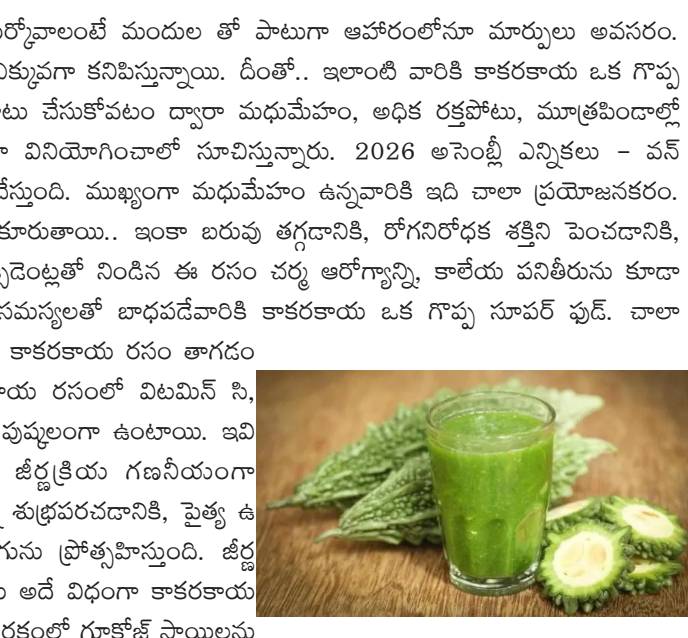 ర్కోవాలంటే మందుల తో పాటుగా ఆహారంలోనూ మార్పులు అవసరం.
ఎక్కువగా కనిపిస్తున్నాయి. దీంతో.. ఇలాంటి వారికి కాకరకాయ ఒక గొప్ప
ాటు చేసుకోవటం ద్వారా మధుమేహం, అధిక రక్తపోటు, మూత్రపిండాల్లో
వినియోగించాలో సూచిస్తున్నారు. 2026 అసెంబ్లీ ఎన్నికలు - వన్
చేస్తుంది. ముఖ్యంగా మధుమేహం ఉన్నవారికి ఇది చాలా ప్రయోజనకరం.
కూరుతాయి.. ఇంకా బరువు తగ్గడానికి, రోగనిరోధక శక్తిని పెంచడానికి,
్సిడెంట్లతో నిండిన ఈ రసం చర్మ ఆరోగ్యాన్ని, కాలేయ పనితీరును కూడా
సమస్యలతో బాధపడేవారికి కాకరకాయ ఒక గొప్ప సూపర్ ఫుడ్. చాలా
కాకరకాయ రసం తాగడం
ాయ రసంలో విటమిన్ సి,
పుష్కలంగా ఉంటాయి. ఇవి
జీర్ణక్రియ గణనీయంగా
శుభ్రపరచడానికి, పైత్య ఉ
గును ప్రోత్సహిస్తుంది. జీర్ణ
అదే విధంగా కాకరకాయ
రక్తంలో గ్లూకోజ్ స్థాయిలను